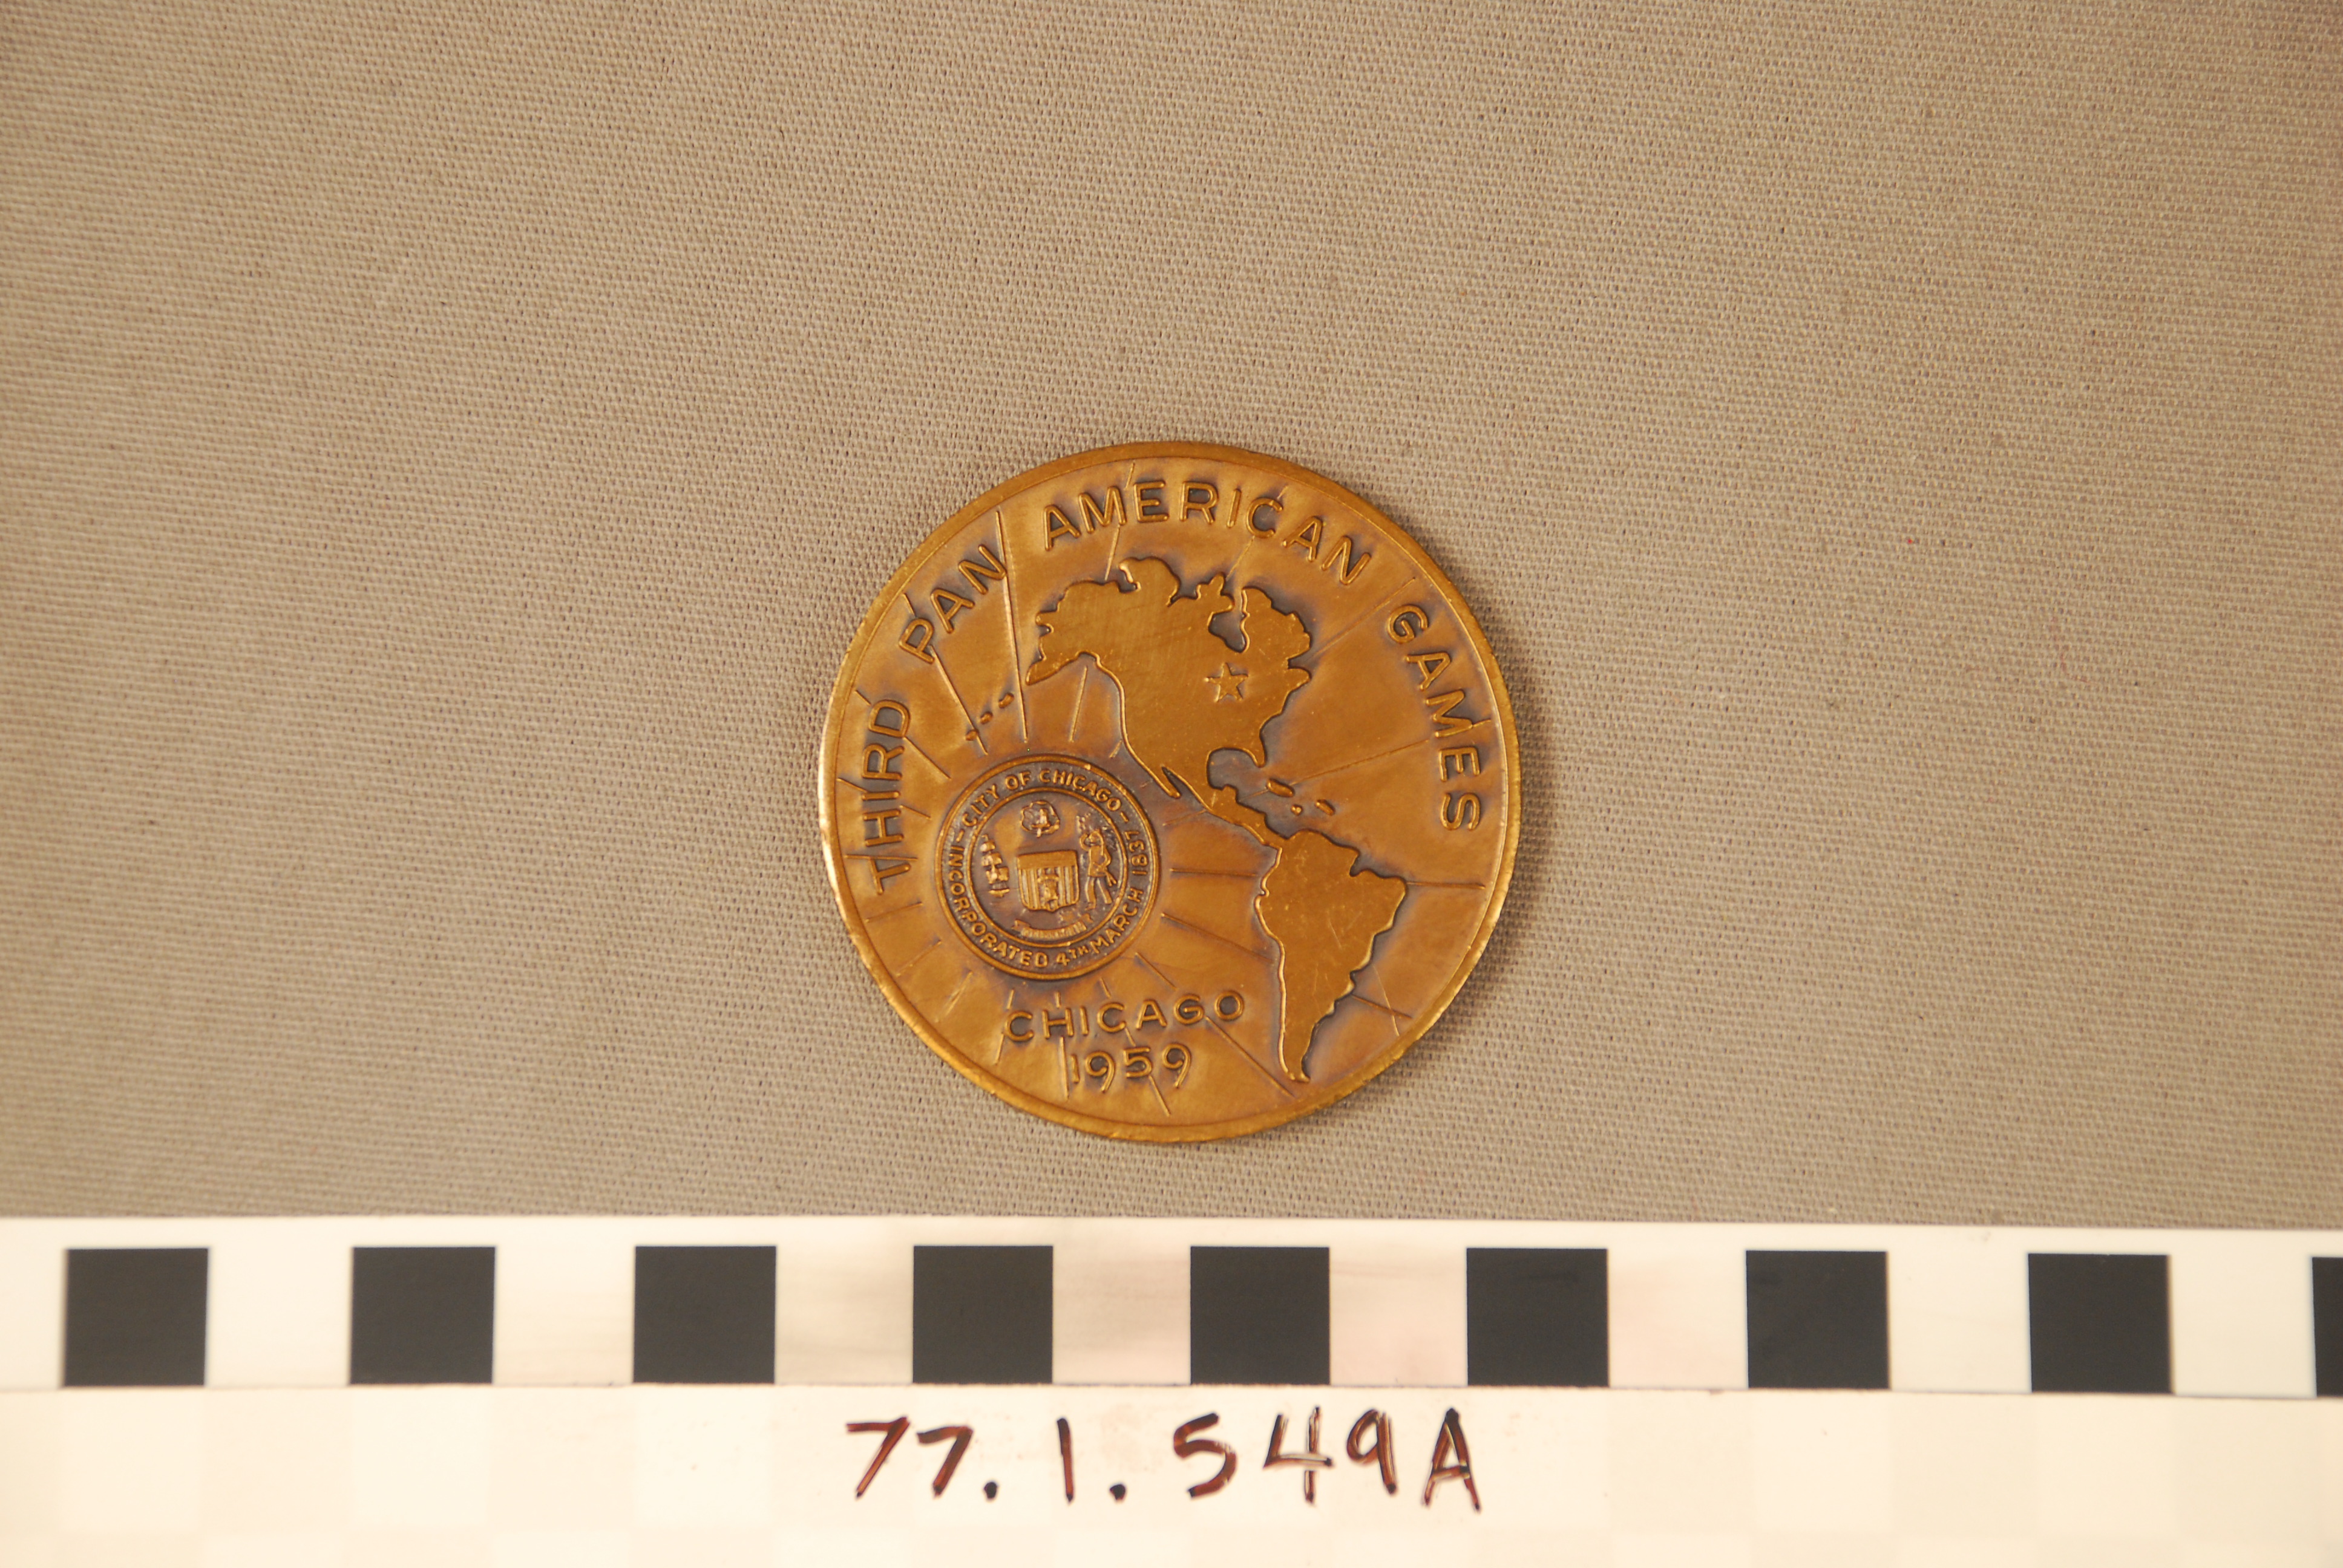 THIRD PAN AMERICAN GAMES
CITY OF CHICAGO
INCORPORATED 4TH MARCH 1837
CHICAGO
1959
77.1.549A